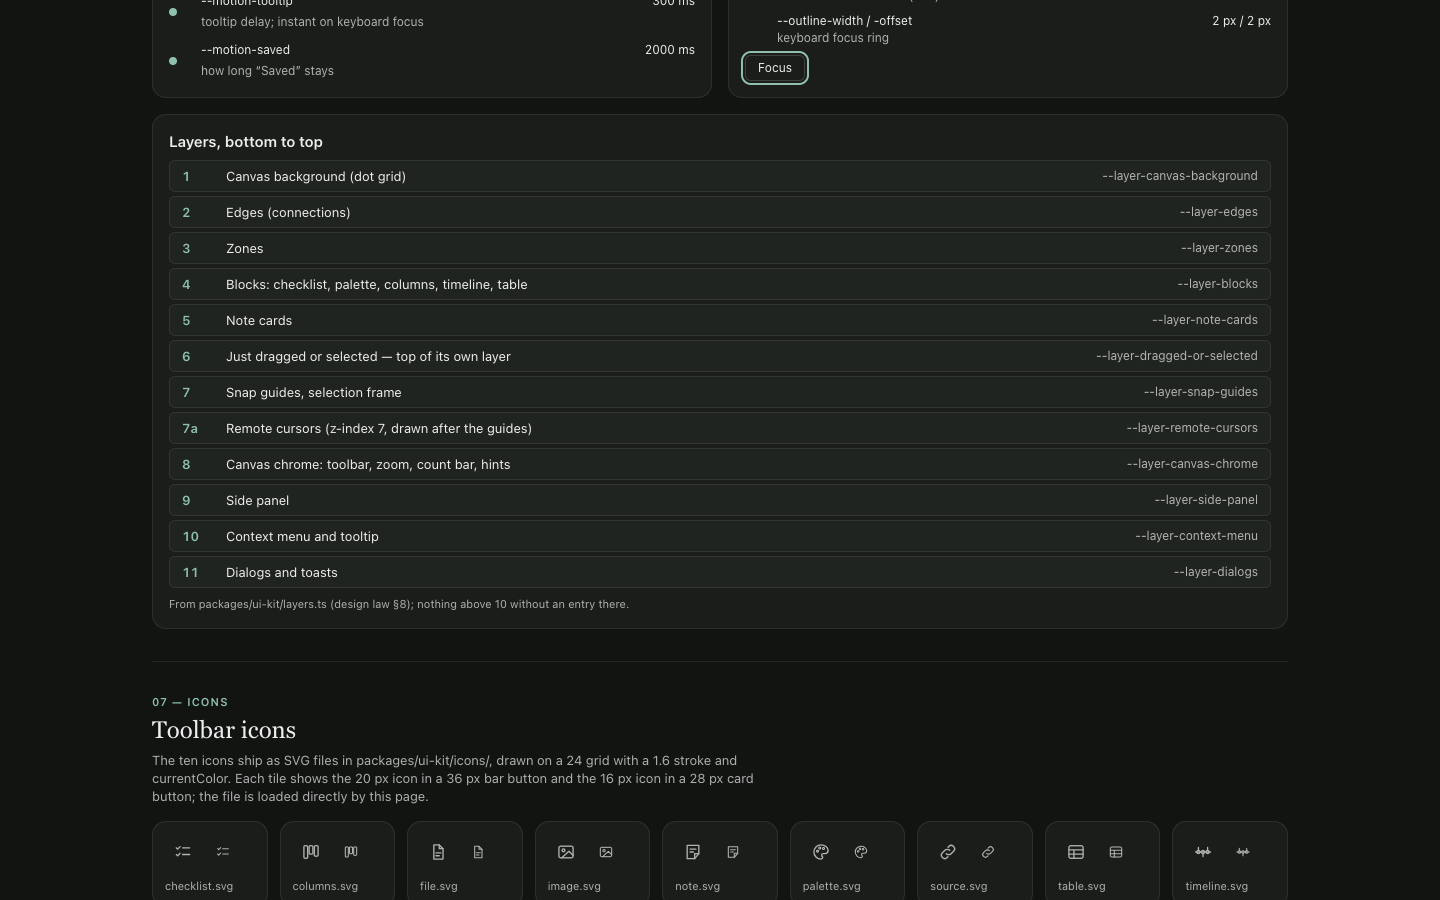 --motion-tooltip
300 ms
tooltip delay; instant on keyboard focus
--motion-saved
2000 ms
how long “Saved” stays
--outline-width / -offset
2 px / 2 px
keyboard focus ring
Focus
Layers, bottom to top
1 Canvas background (dot grid) --layer-canvas-background
2 Edges (connections) --layer-edges
3 Zones --layer-zones
4 Blocks: checklist, palette, columns, timeline, table --layer-blocks
5 Note cards --layer-note-cards
6 Just dragged or selected — top of its own layer --layer-dragged-or-selected
7 Snap guides, selection frame --layer-snap-guides
7a Remote cursors (z-index 7, drawn after the guides) --layer-remote-cursors
8 Canvas chrome: toolbar, zoom, count bar, hints --layer-canvas-chrome
9 Side panel --layer-side-panel
10 Context menu and tooltip --layer-context-menu
11 Dialogs and toasts --layer-dialogs
From packages/ui-kit/layers.ts (design law §8); nothing above 10 without an entry there.
07 — ICONS
Toolbar icons
The ten icons ship as SVG files in packages/ui-kit/icons/, drawn on a 24 grid with a 1.6 stroke and
currentColor. Each tile shows the 20 px icon in a 36 px bar button and the 16 px icon in a 28 px card
button; the file is loaded directly by this page.
checklist.svg
columns.svg
file.svg
image.svg
note.svg
palette.svg
source.svg
table.svg
timeline.svg